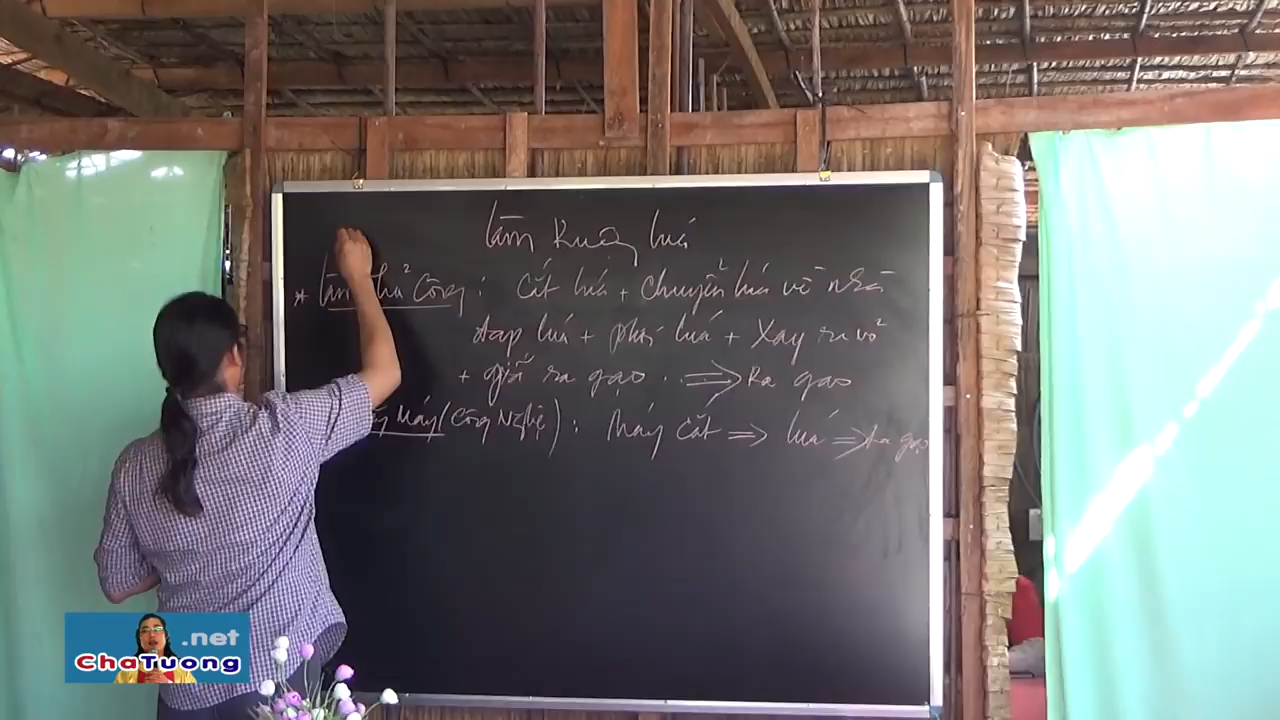 Làm Ruộng lúa
* Làm thủ Công: Cắt lúa + chuyển lúa về nhà
đạp lúa + phơi lúa + Xay ra vỏ
+ giã ra gạo ⇒ Ra gạo
Máy (Công Nghệ): Máy Cắt ⇒ lúa ⇒ Ra gạo
.net
ChaTuong